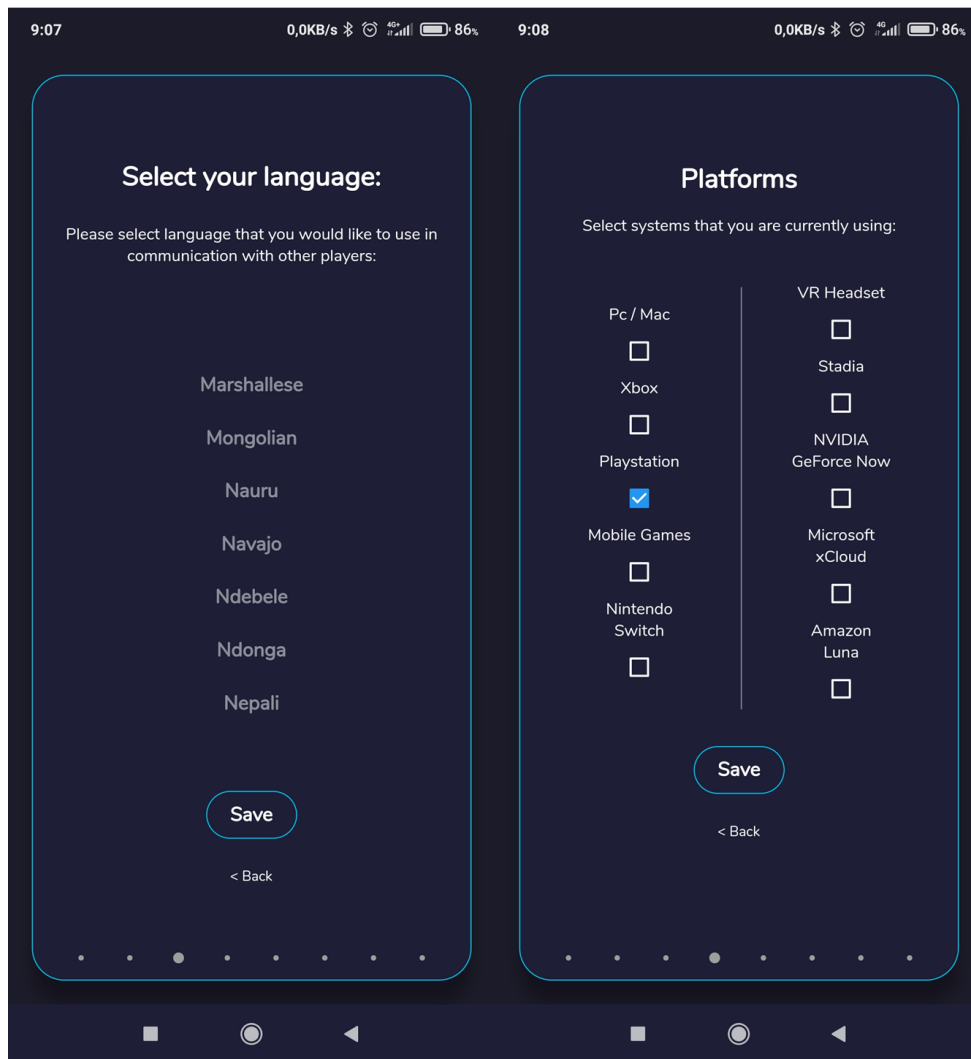 9:07
0,0KB/s 4G+ 86%
Select your language:
Please select language that you would like to use in
communication with other players:
Marshallese
Mongolian
Nauru
Navajo
Ndebele
Ndonga
Nepali
Save
< Back
9:08
0,0KB/s 4G 86%
Platforms
Select systems that you are currently using:
Pc / Mac
Xbox
Playstation
Mobile Games
Nintendo
Switch
VR Headset
Stadia
NVIDIA
GeForce Now
Microsoft
xCloud
Amazon
Luna
Save
< Back